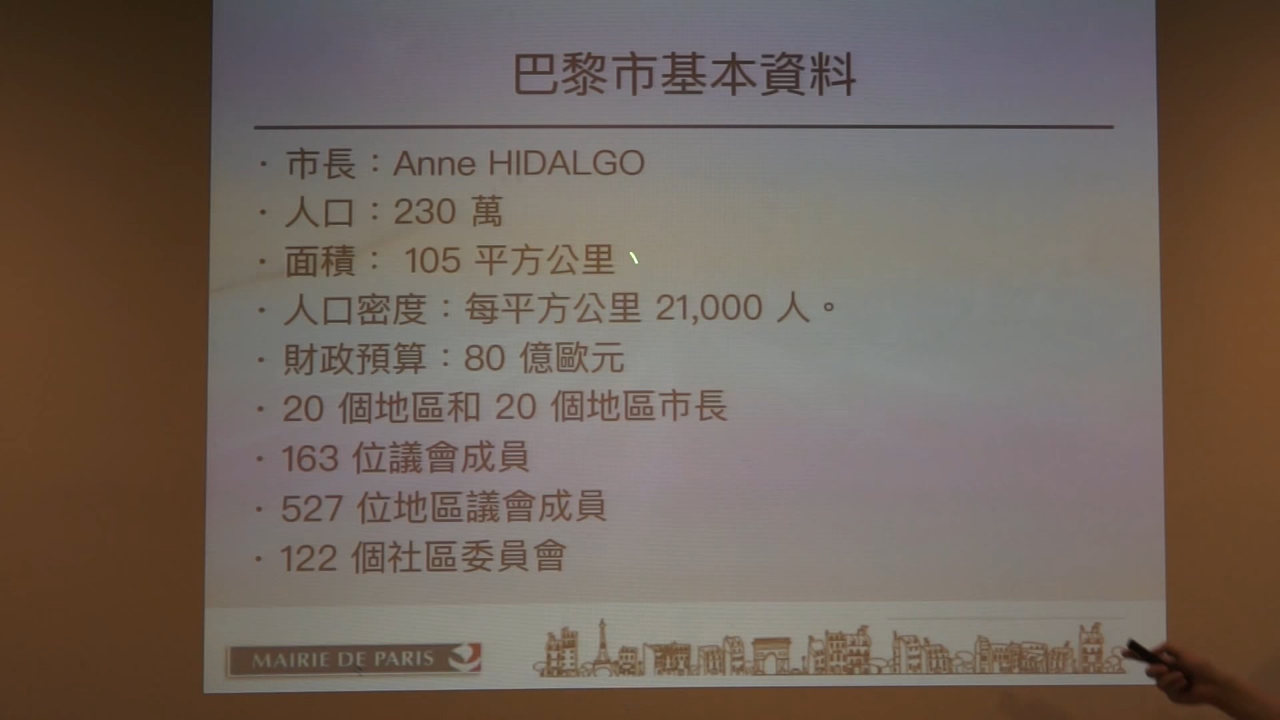 巴黎市基本資料
· 市長：Anne HIDALGO
· 人口：230 萬
· 面積： 105 平方公里
· 人口密度：每平方公里 21,000 人。
· 財政預算：80 億歐元
· 20 個地區和 20 個地區市長
· 163 位議會成員
· 527 位地區議會成員
· 122 個社區委員會
MAIRIE DE PARIS